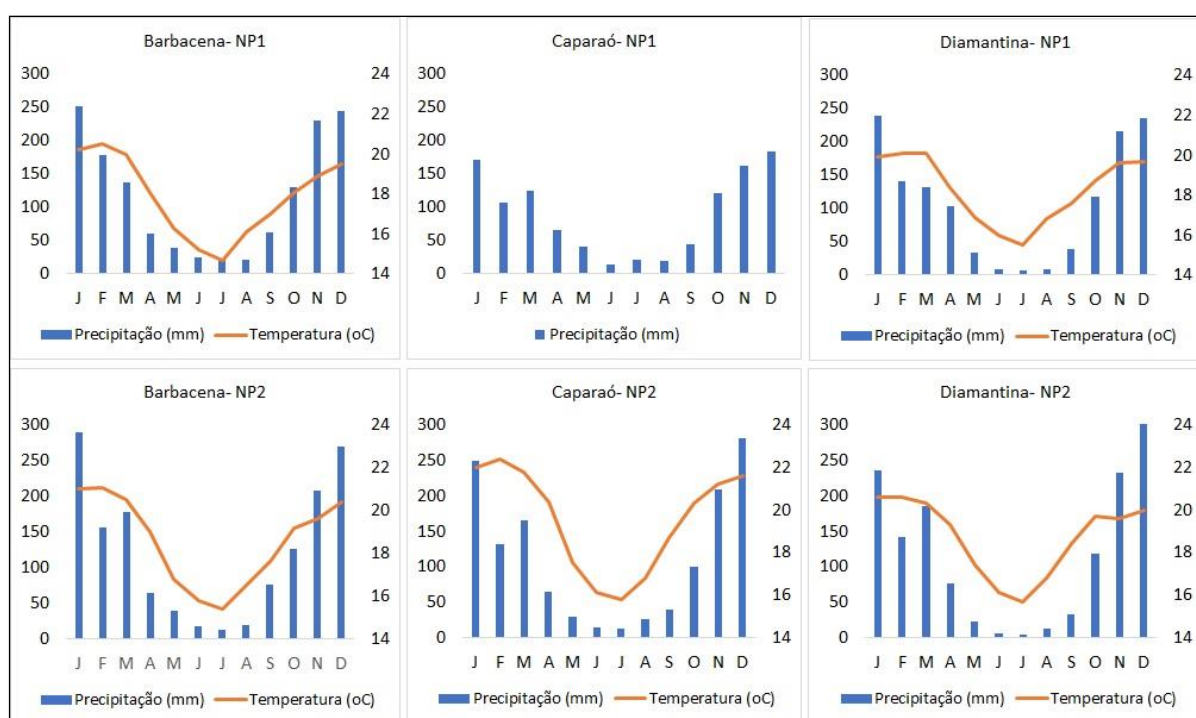 Barbacena- NP1
300 250 200 150 100 50 0
24 22 20 18 16 14
J F M A M J J A S O N D
Precipitação (mm) Temperatura (oC)
Caparaó- NP1
300 250 200 150 100 50 0
J F M A M J J A S O N D
Precipitação (mm)
Diamantina- NP1
300 250 200 150 100 50 0
24 22 20 18 16 14
J F M A M J J A S O N D
Precipitação (mm) Temperatura (oC)
Barbacena- NP2
300 250 200 150 100 50 0
24 22 20 18 16 14
J F M A M J J A S O N D
Precipitação (mm) Temperatura (oC)
Caparaó- NP2
300 250 200 150 100 50 0
24 22 20 18 16 14
J F M A M J J A S O N D
Precipitação (mm) Temperatura (oC)
Diamantina- NP2
300 250 200 150 100 50 0
24 22 20 18 16 14
J F M A M J J A S O N D
Precipitação (mm) Temperatura (oC)